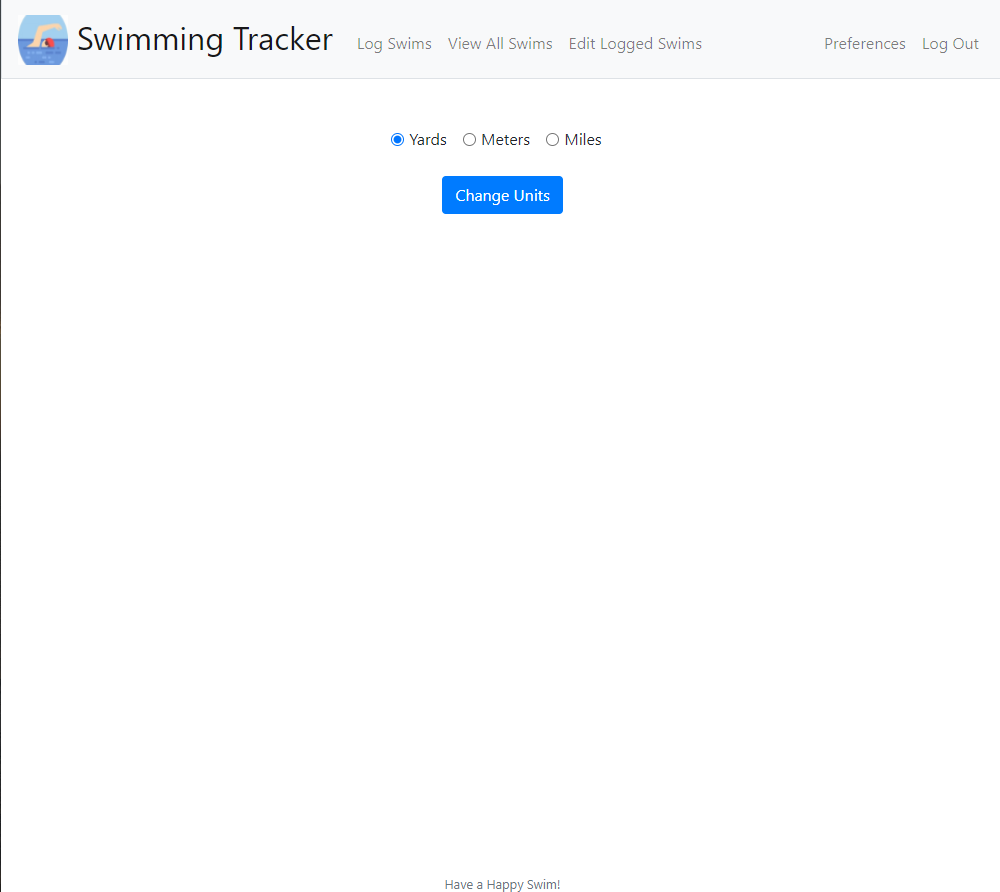 Swimming Tracker Log Swims View All Swims Edit Logged Swims Preferences Log Out
Yards Meters Miles
Change Units
Have a Happy Swim!